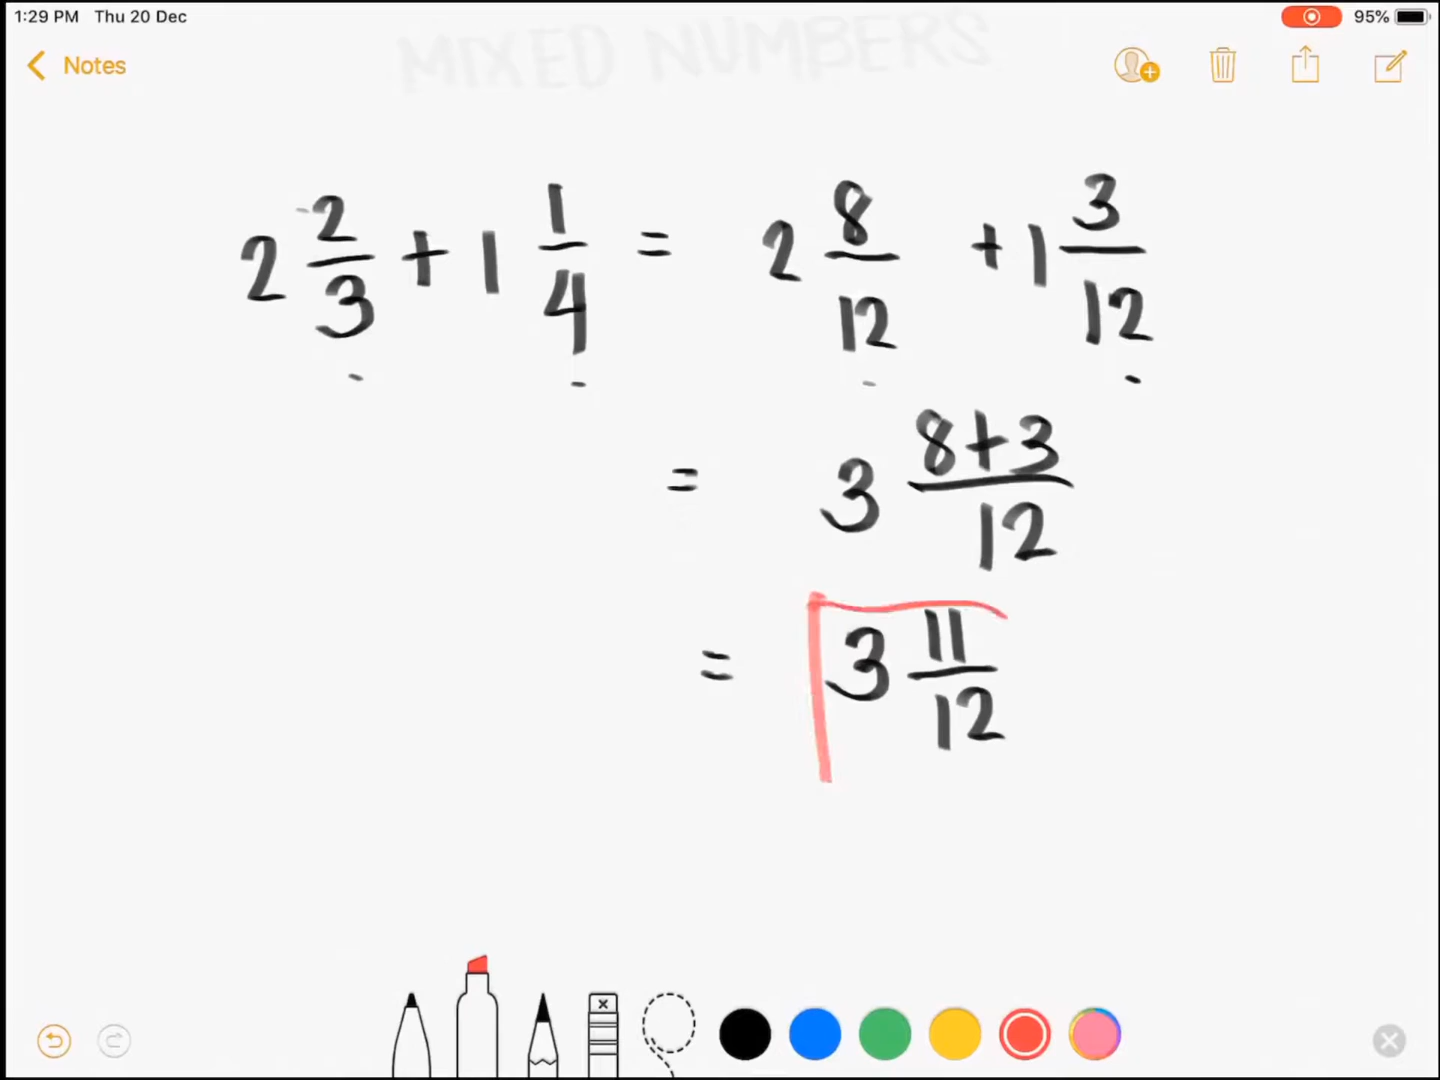 1:29 PM Thu 20 Dec 95%
MIXED NUMBERS
Notes
2 2/3 + 1 1/4 = 2 8/12 + 1 3/12
= 3 8+3/12
= 3 11/12